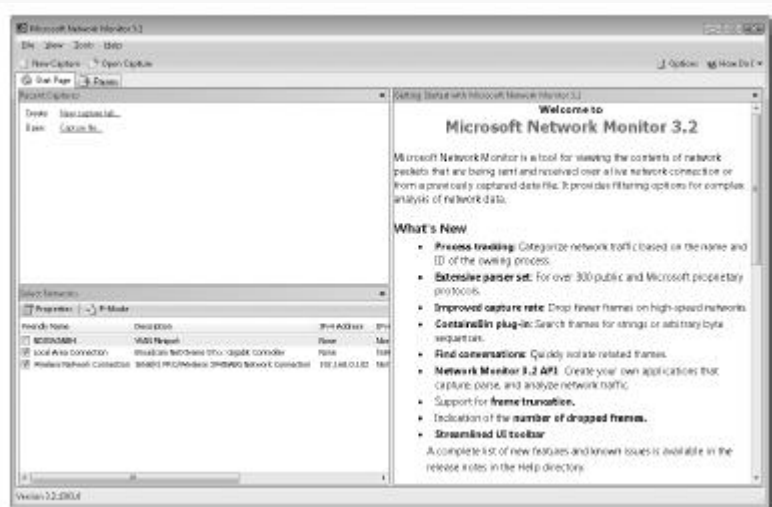 Microsoft Network Monitor 3.2
File View Tools Help
New Capture Open Capture
Options How Do I
Start Page Parsers
Recent Captures
Create: New capture tab...
Open: Capture file...
Select Networks
Properties P-Mode
Friendly Name Description IPv4 Address
NDISWANBH WAN Miniport None
Local Area Connection Broadcom NetXtreme Gigabit Controller None
Wireless Network Connection Network Connection
Version 3.2
Getting Started with Microsoft Network Monitor 3.2
Welcome to
Microsoft Network Monitor 3.2
Microsoft Network Monitor is a tool for viewing the contents of network
packets that are being sent and received over a live network connection or
from a previously captured data file. It provides filtering options for complex
analysis of network data.
What's New
• Process tracking: Categorize network traffic based on the name and
ID of the owning process.
• Extensive parser set: For over 300 public and Microsoft proprietary
protocols.
• Improved capture rate: Drop fewer frames on high-speed networks.
• ContainsBin plug-in: Search frames for strings or arbitrary byte
sequences.
• Find conversations: Quickly isolate related frames.
• Network Monitor 3.2 API: Create your own applications that
capture, parse, and analyze network traffic.
• Support for frame truncation.
• Indication of the number of dropped frames.
• Streamlined UI toolbar
A complete list of new features and known issues is available in the
release notes in the Help directory.